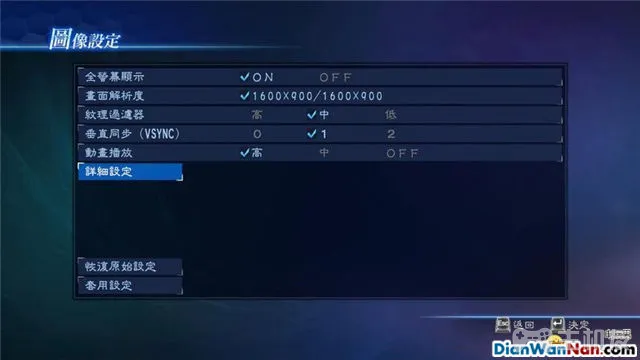 圖像設定
全螢幕顯示 ✓ON OFF
畫面解析度 ✓1600X900/1600X900
紋理過濾器 高 ✓中 低
垂直同步(VSYNC) 0 ✓1 2
動畫播放 ✓高 中 OFF
詳細設定
恢復原始設定
套用設定
Esc 返回 決定
DianWanNan.com